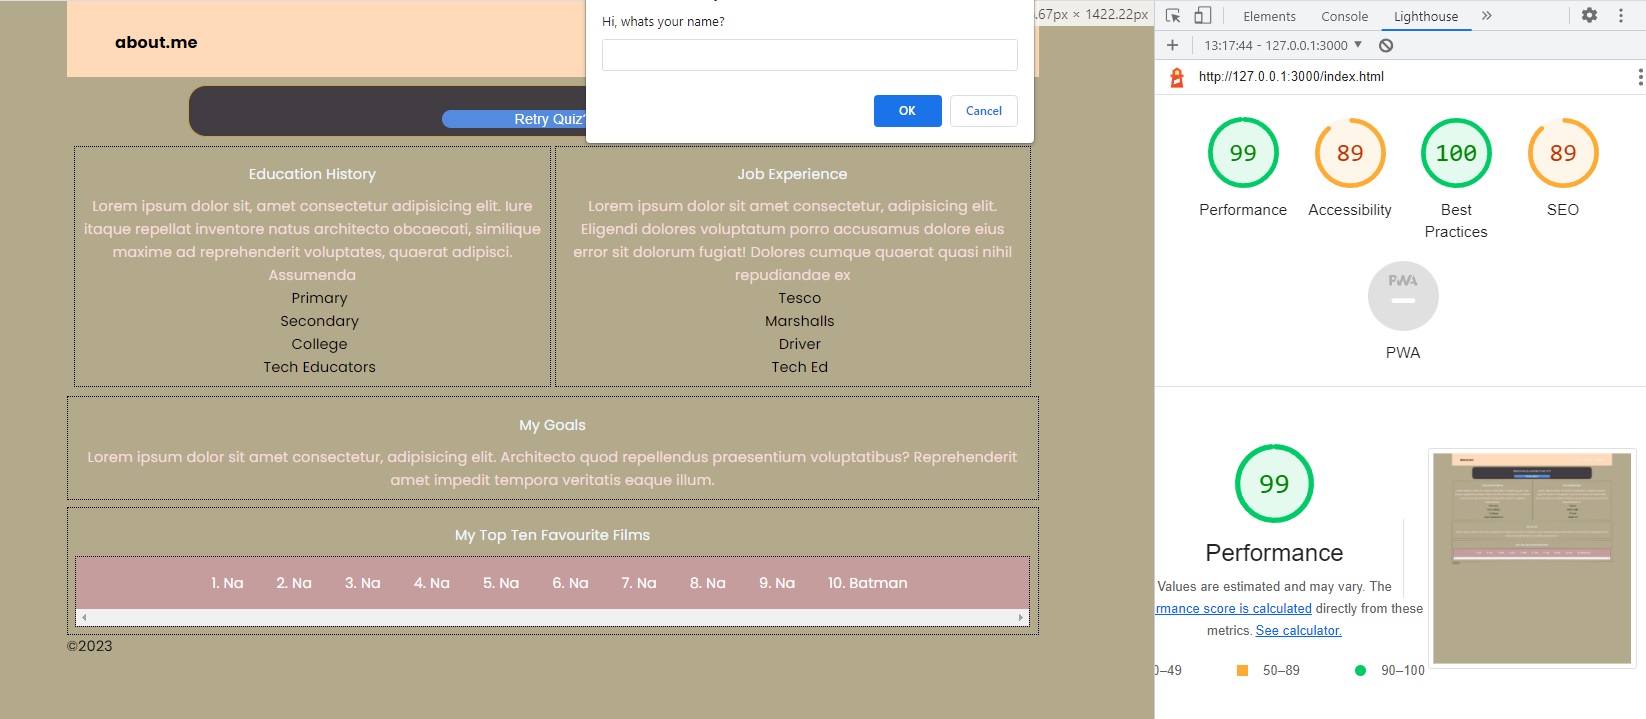 about.me
Hi, whats your name?
OK
Cancel
.67px × 1422.22px
Retry Quiz
Education History
Lorem ipsum dolor sit, amet consectetur adipisicing elit. Iure
itaque repellat inventore natus architecto obcaecati, similique
maxime ad reprehenderit voluptates, quaerat adipisci.
Assumenda
Primary
Secondary
College
Tech Educators
Job Experience
Lorem ipsum dolor sit amet consectetur, adipisicing elit.
Eligendi dolores voluptatum porro accusamus dolore eius
error sit dolorum fugiat! Dolores cumque quaerat quasi nihil
repudiandae ex
Tesco
Marshalls
Driver
Tech Ed
My Goals
Lorem ipsum dolor sit amet consectetur, adipisicing elit. Architecto quod repellendus praesentium voluptatibus? Reprehenderit
amet impedit tempora veritatis eaque illum.
My Top Ten Favourite Films
1. Na 2. Na 3. Na 4. Na 5. Na 6. Na 7. Na 8. Na 9. Na 10. Batman
©2023
Elements Console Lighthouse
13:17:44 - 127.0.0.1:3000
http://127.0.0.1:3000/index.html
99 89 100 89
Performance Accessibility Best Practices SEO
PWA
PWA
99
Performance
Values are estimated and may vary. The
rmance score is calculated directly from these
metrics. See calculator.
0–49 50–89 90–100